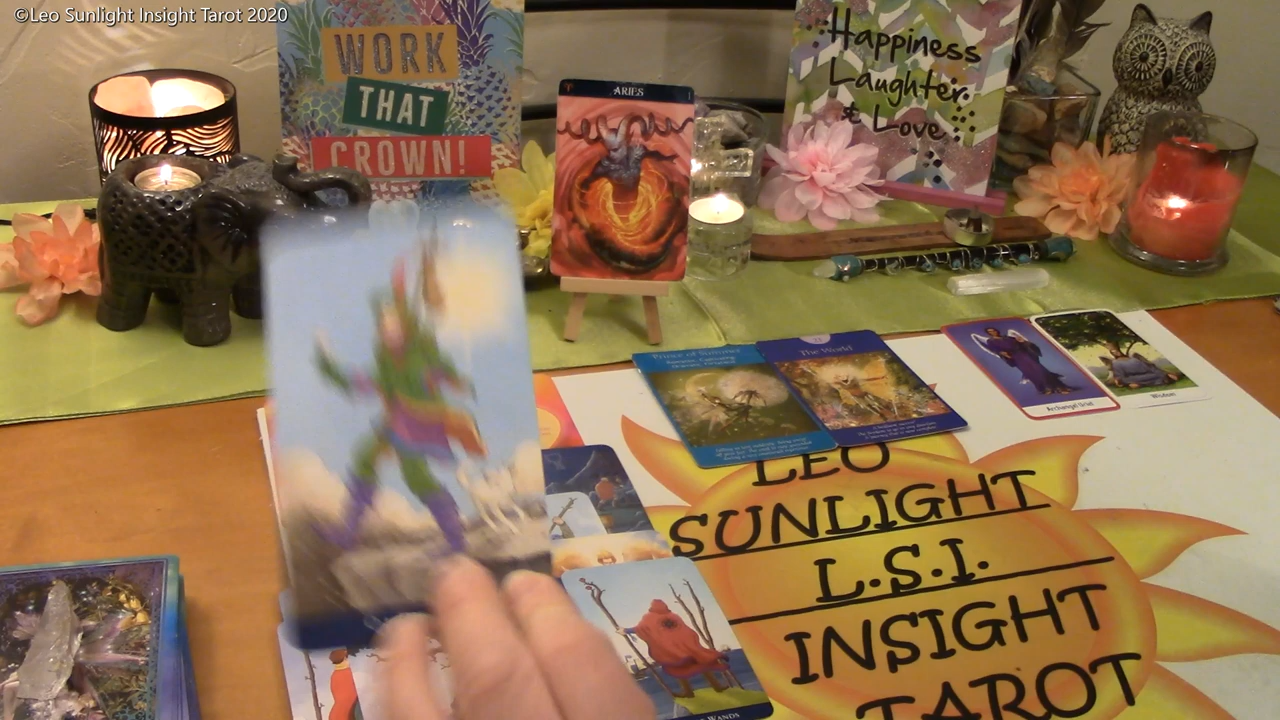 ©Leo Sunlight Insight Tarot 2020
WORK
THAT
CROWN!
ARIES
Happiness
Laughter
& Love
Prince of Summer
The World
Archangel Uriel
Wisdom
LEO
SUNLIGHT
L.S.I.
INSIGHT
TAROT
WANDS